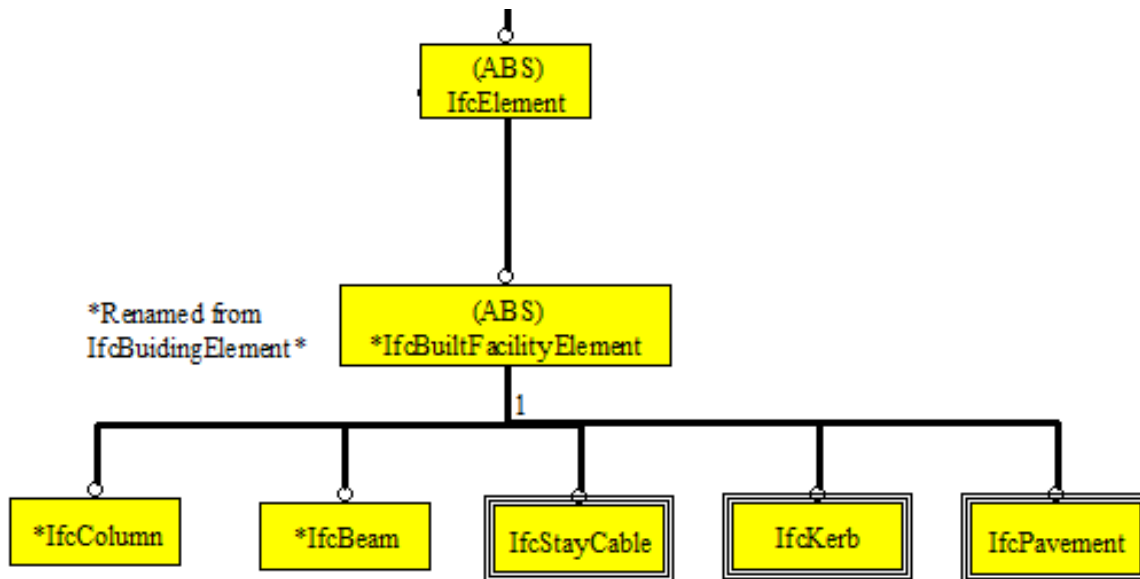 (ABS)
IfcElement
*Renamed from
IfcBuidingElement*
(ABS)
*IfcBuiltFacilityElement
1
*IfcColumn
*IfcBeam
IfcStayCable
IfcKerb
IfcPavement